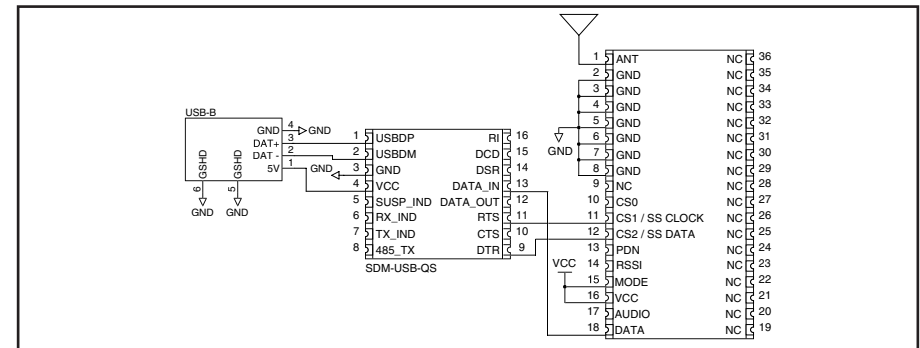 USB-B
GND 4 GND
DAT+ 3
DAT - 2
5V 1
GSHD GSHD
6 5
GND GND
1 USBDP RI 16
2 USBDM DCD 15
GND 3 GND DSR 14
4 VCC DATA_IN 13
5 SUSP_IND DATA_OUT 12
6 RX_IND RTS 11
7 TX_IND CTS 10
8 485_TX DTR 9
SDM-USB-QS
1 ANT NC 36
2 GND NC 35
3 GND NC 34
4 GND NC 33
5 GND NC 32
GND 6 GND NC 31
7 GND NC 30
8 GND NC 29
9 NC NC 28
10 CS0 NC 27
11 CS1 / SS CLOCK NC 26
12 CS2 / SS DATA NC 25
13 PDN NC 24
VCC 14 RSSI NC 23
15 MODE NC 22
16 VCC NC 21
17 AUDIO NC 20
18 DATA NC 19